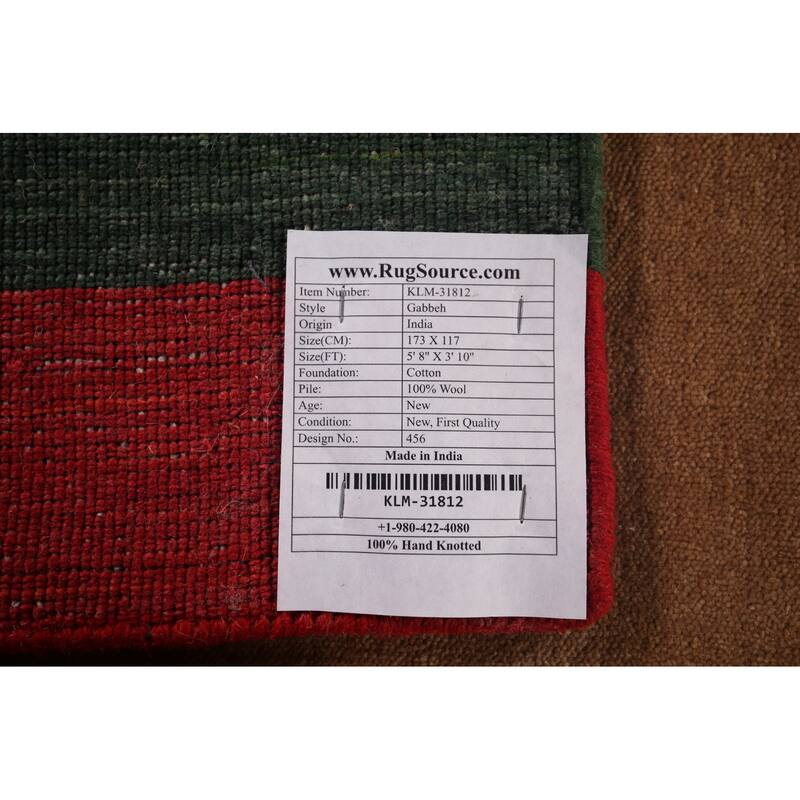 www.RugSource.com
Item Number: KLM-31812
Style Gabbeh
Origin India
Size(CM): 173 X 117
Size(FT): 5' 8" X 3' 10"
Foundation: Cotton
Pile: 100% Wool
Age: New
Condition: New, First Quality
Design No.: 456
Made in India
KLM-31812
+1-980-422-4080
100% Hand Knotted